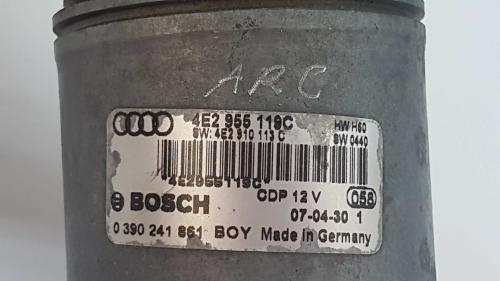 ARC
4E2 955 119C
SW: 4E2 910 113 C
HW H60
SW 0440
*4E2955119C*
BOSCH
CDP 12 V
058
07-04-30 1
0 390 241 861 BOY Made in Germany